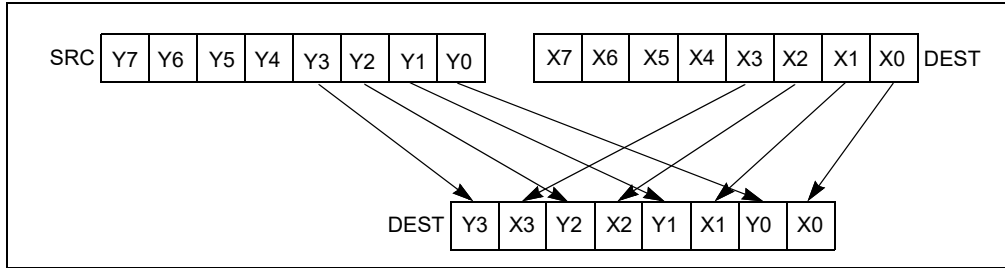 SRC Y7 Y6 Y5 Y4 Y3 Y2 Y1 Y0 X7 X6 X5 X4 X3 X2 X1 X0 DEST
DEST Y3 X3 Y2 X2 Y1 X1 Y0 X0